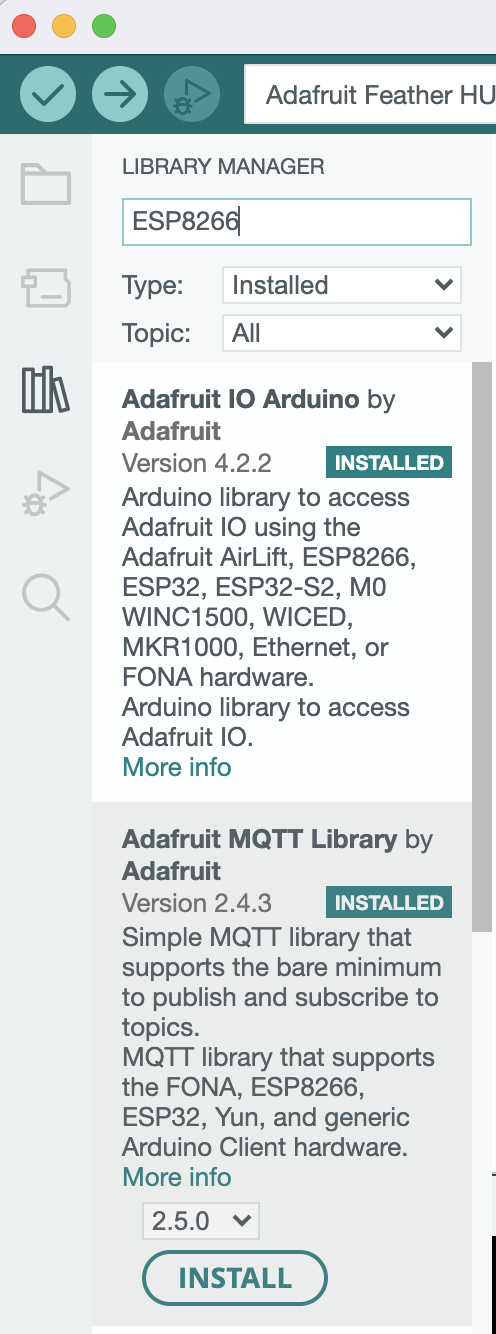 Adafruit Feather HU
LIBRARY MANAGER
ESP8266
Type: Installed
Topic: All
Adafruit IO Arduino by
Adafruit
Version 4.2.2 INSTALLED
Arduino library to access
Adafruit IO using the
Adafruit AirLift, ESP8266,
ESP32, ESP32-S2, M0
WINC1500, WICED,
MKR1000, Ethernet, or
FONA hardware.
Arduino library to access
Adafruit IO.
More info
Adafruit MQTT Library by
Adafruit
Version 2.4.3 INSTALLED
Simple MQTT library that
supports the bare minimum
to publish and subscribe to
topics.
MQTT library that supports
the FONA, ESP8266,
ESP32, Yun, and generic
Arduino Client hardware.
More info
2.5.0
INSTALL